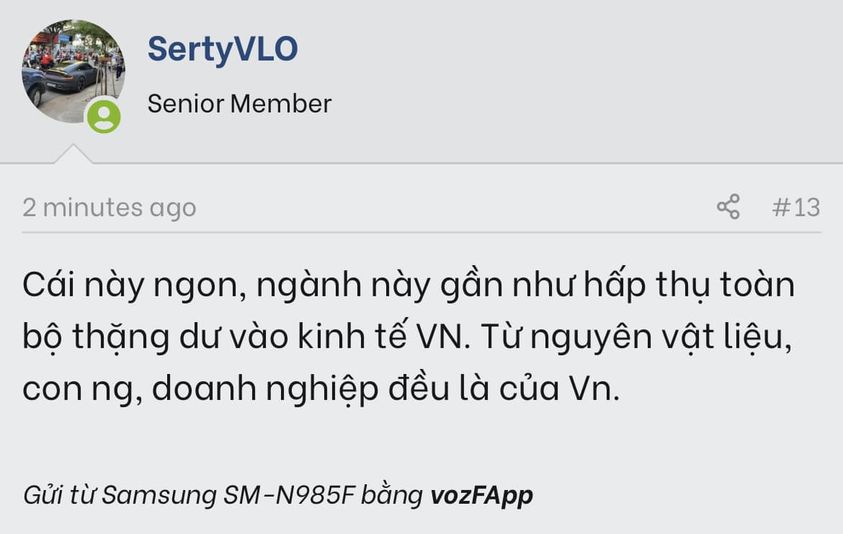 SertyVLO
Senior Member
2 minutes ago
#13
Cái này ngon, ngành này gần như hấp thụ toàn
bộ thặng dư vào kinh tế VN. Từ nguyên vật liệu,
con ng, doanh nghiệp đều là của Vn.
Gửi từ Samsung SM-N985F bằng vozFApp